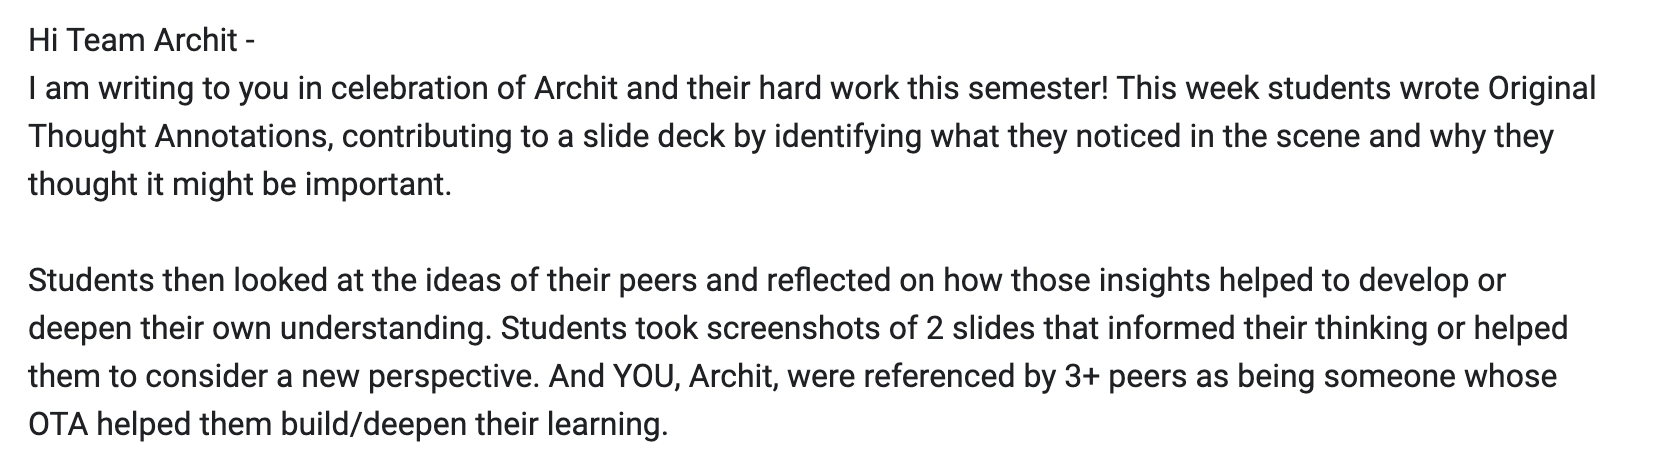 Hi Team Archit -
I am writing to you in celebration of Archit and their hard work this semester! This week students wrote Original
Thought Annotations, contributing to a slide deck by identifying what they noticed in the scene and why they
thought it might be important.
Students then looked at the ideas of their peers and reflected on how those insights helped to develop or
deepen their own understanding. Students took screenshots of 2 slides that informed their thinking or helped
them to consider a new perspective. And YOU, Archit, were referenced by 3+ peers as being someone whose
OTA helped them build/deepen their learning.